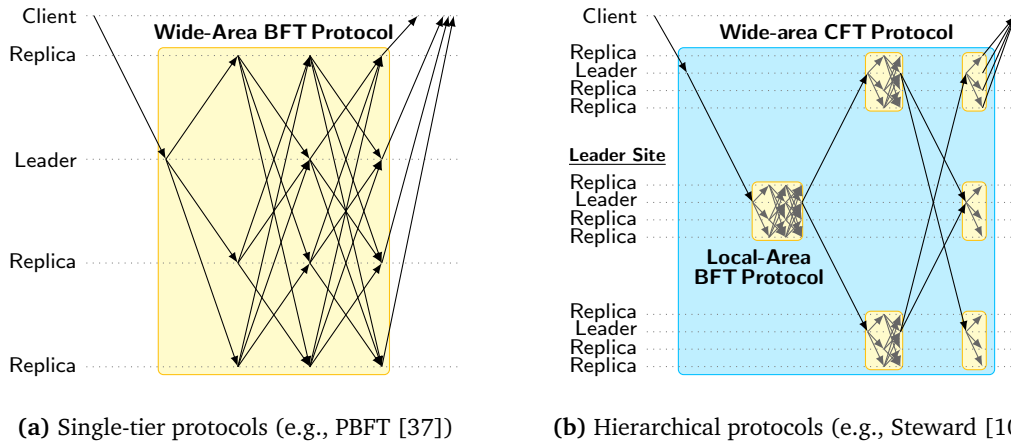 Client
Wide-Area BFT Protocol
Replica
Leader
Replica
Replica
(a) Single-tier protocols (e.g., PBFT [37])
Wide-area CFT Protocol
Replica
Leader
Replica
Replica
Leader Site
Replica
Leader
Replica
Replica
Local-Area
BFT Protocol
Replica
Leader
Replica
Replica
(b) Hierarchical protocols (e.g., Steward [10